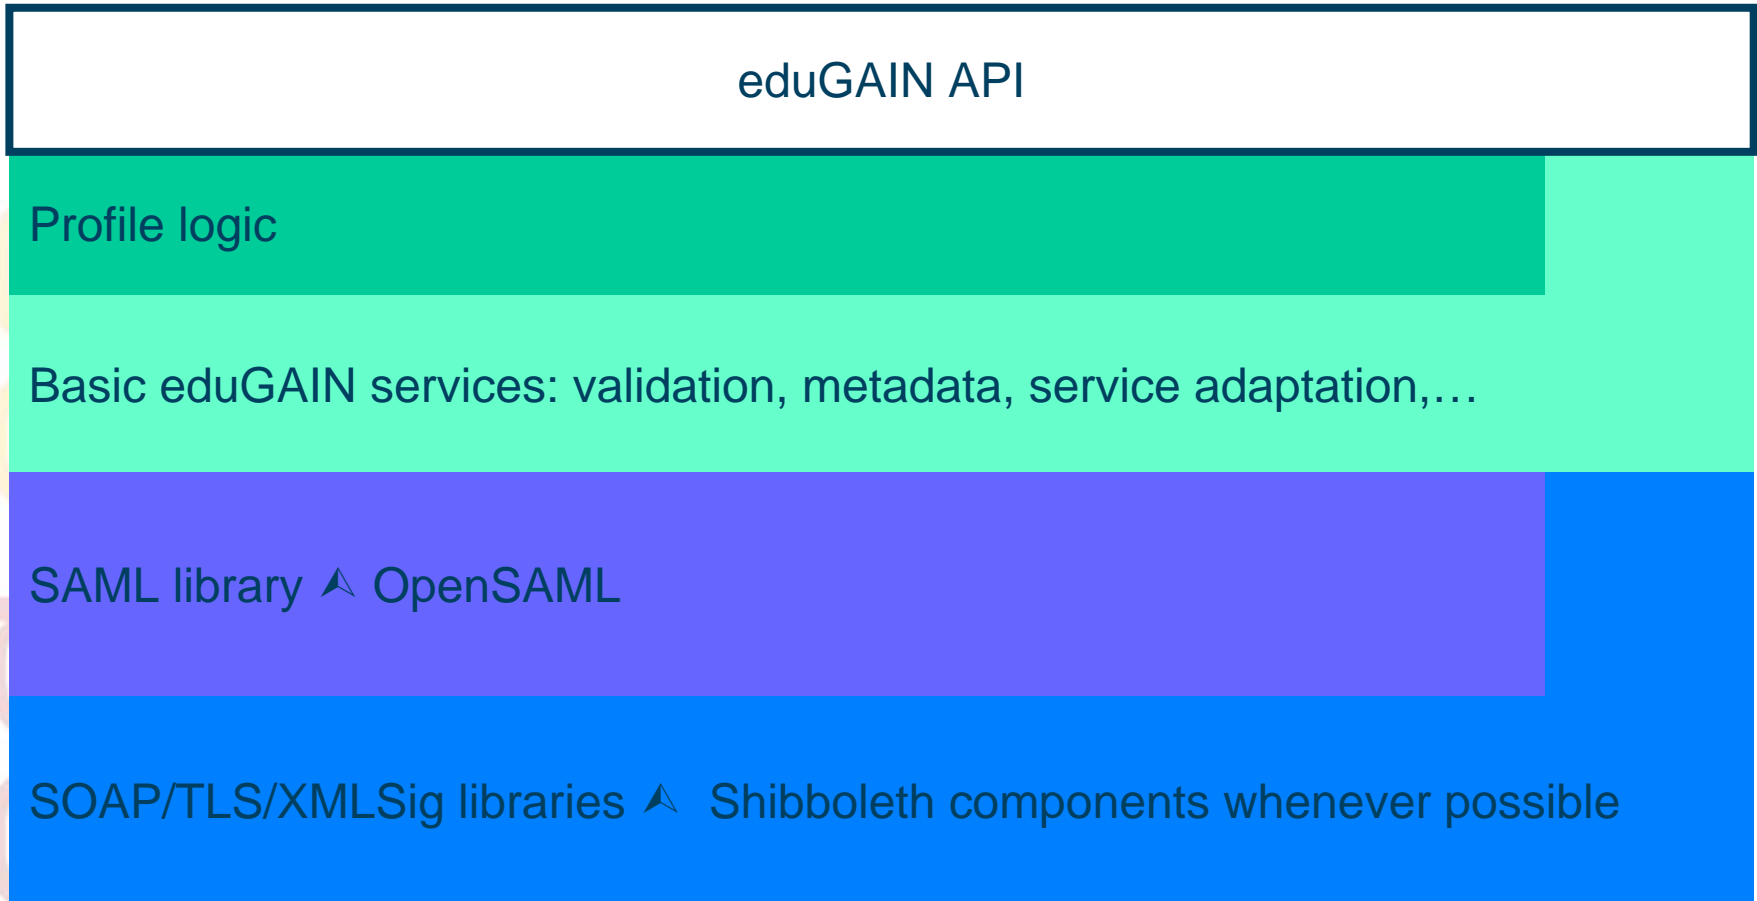 eduGAIN API
Profile logic
Basic eduGAIN services: validation, metadata, service adaptation,…
SAML library ⮝ OpenSAML
SOAP/TLS/XMLSig libraries ⮝ Shibboleth components whenever possible